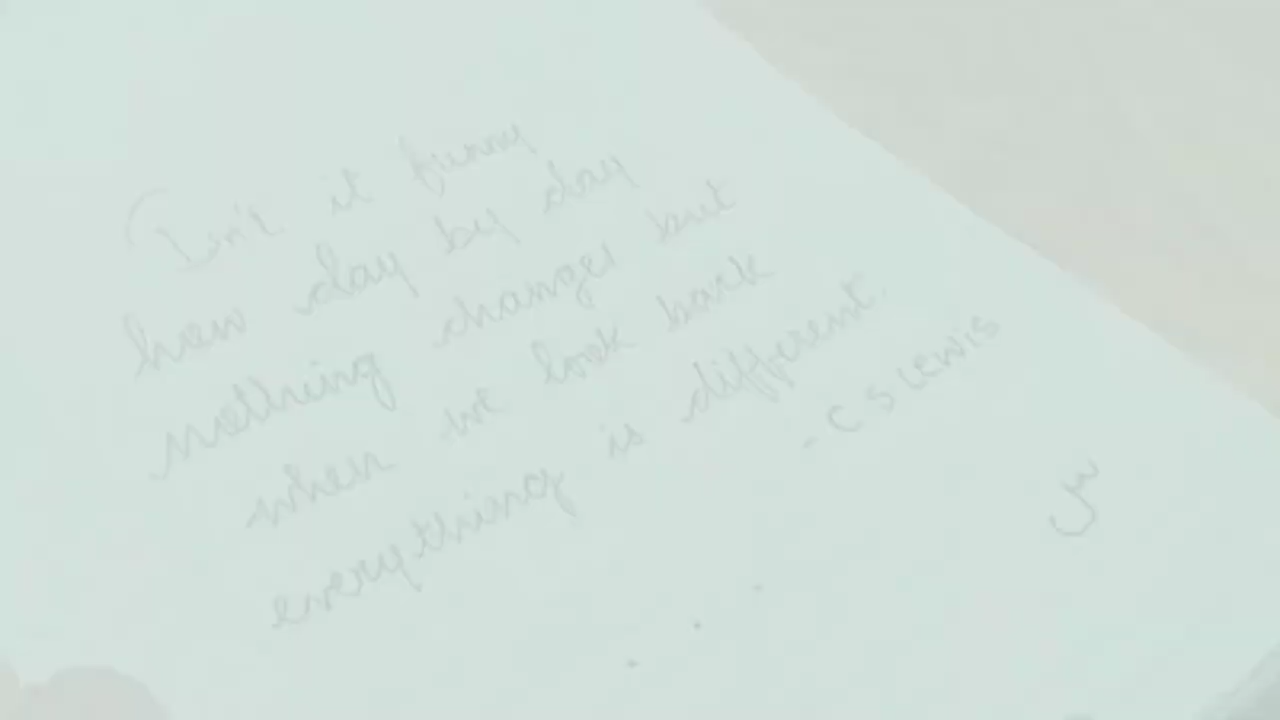 Isn't it funny
how day by day
nothing changes but
when we look back
everything is different.
- C S Lewis